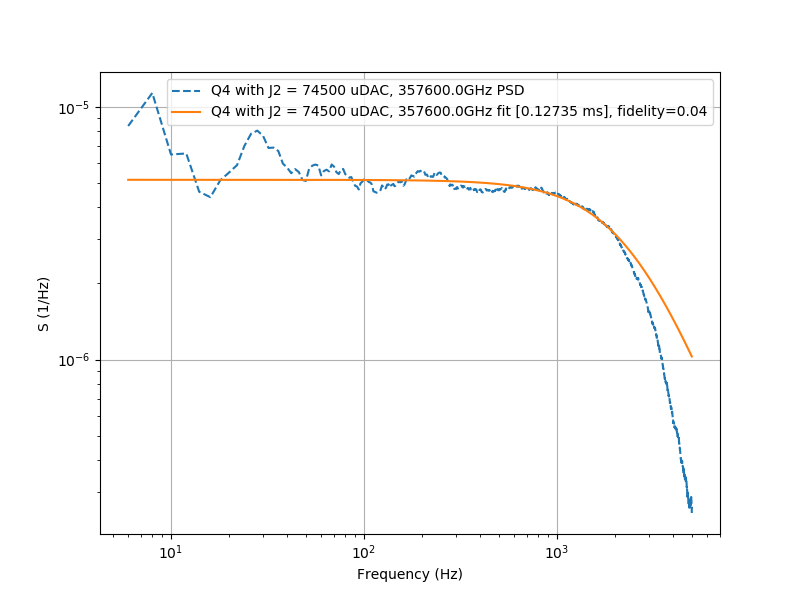 Q4 with J2 = 74500 uDAC, 357600.0GHz PSD
Q4 with J2 = 74500 uDAC, 357600.0GHz fit [0.12735 ms], fidelity=0.04
10⁻⁵
10⁻⁶
S (1/Hz)
10¹ 10² 10³
Frequency (Hz)